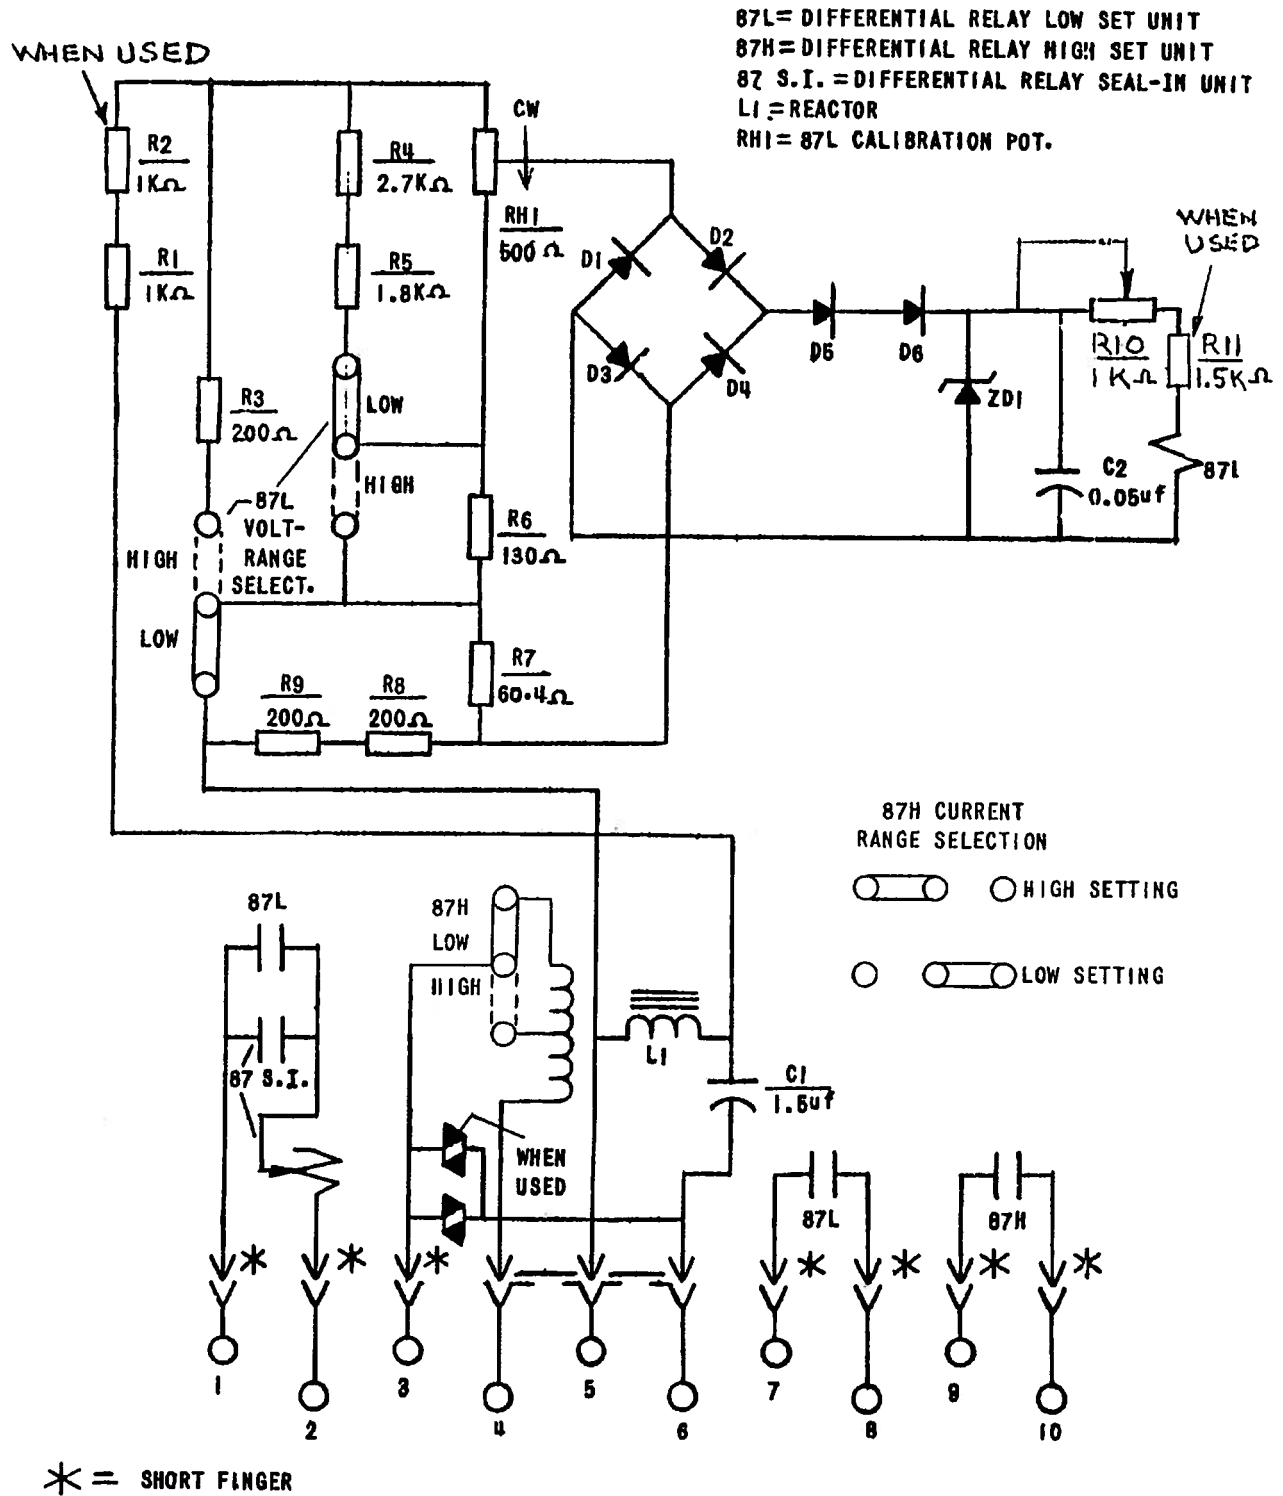 87L= DIFFERENTIAL RELAY LOW SET UNIT
87H= DIFFERENTIAL RELAY HIGH SET UNIT
87 S.I. = DIFFERENTIAL RELAY SEAL-IN UNIT
L1 = REACTOR
RH1= 87L CALIBRATION POT.
WHEN USED
R2
1KΩ
R1
1KΩ
R4
2.7KΩ
R5
1.8KΩ
CW
RH1
500 Ω
D1
D2
D3
D4
D5
D6
ZD1
WHEN
USED
R10
1 KΩ
R11
1.5KΩ
C2
0.05uf
87L
R3
200Ω
LOW
HIGH
87L
VOLT-
RANGE
SELECT.
HIGH
LOW
R6
130Ω
R7
60.4Ω
R9
200Ω
R8
200Ω
87H CURRENT
RANGE SELECTION
HIGH SETTING
LOW SETTING
87L
87 S.I.
87H
LOW
HIGH
L1
C1
1.5uf
WHEN
USED
87L
87H
* * * * * * *
1 2 3 4 5 6 7 8 9 10
* = SHORT FINGER